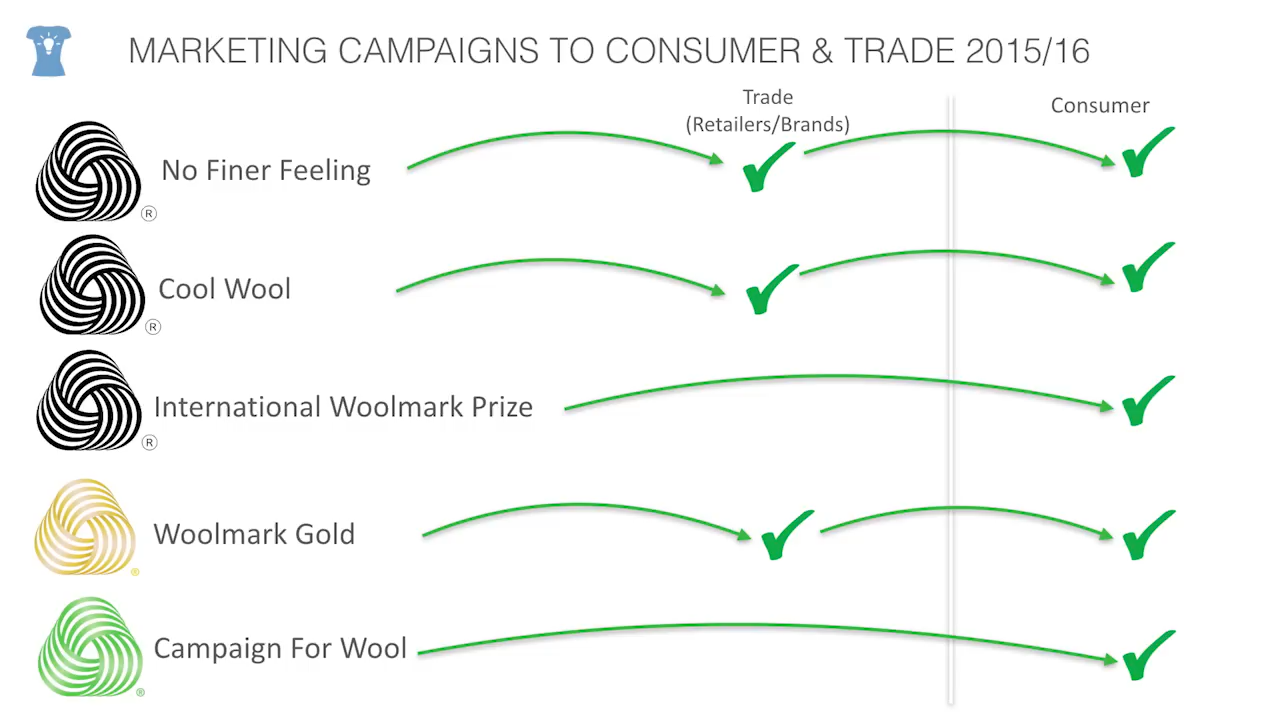 MARKETING CAMPAIGNS TO CONSUMER & TRADE 2015/16
Trade
(Retailers/Brands)
Consumer
No Finer Feeling
®
Cool Wool
®
International Woolmark Prize
®
Woolmark Gold
®
Campaign For Wool
®